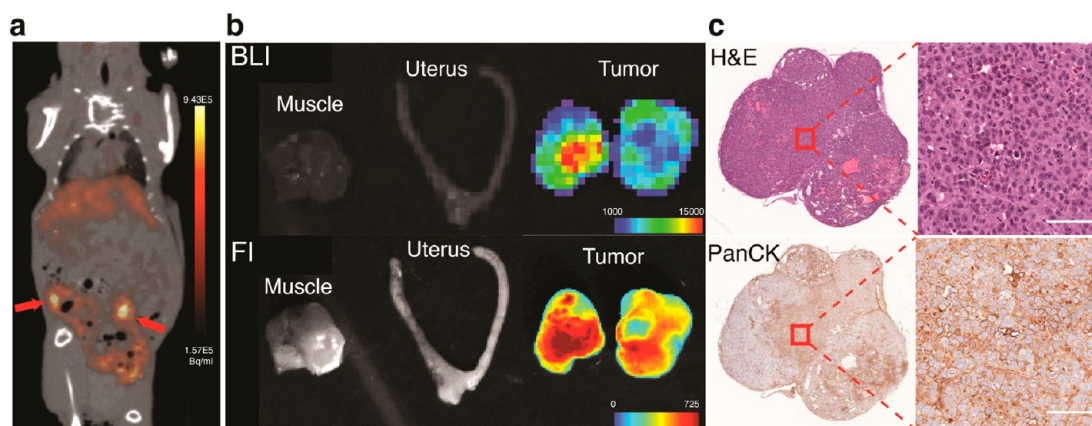 a
b
c
9.43E5
1.57E5
Bq/ml
BLI
Muscle
Uterus
Tumor
1000
15000
FI
Muscle
Uterus
Tumor
0
725
H&E
PanCK